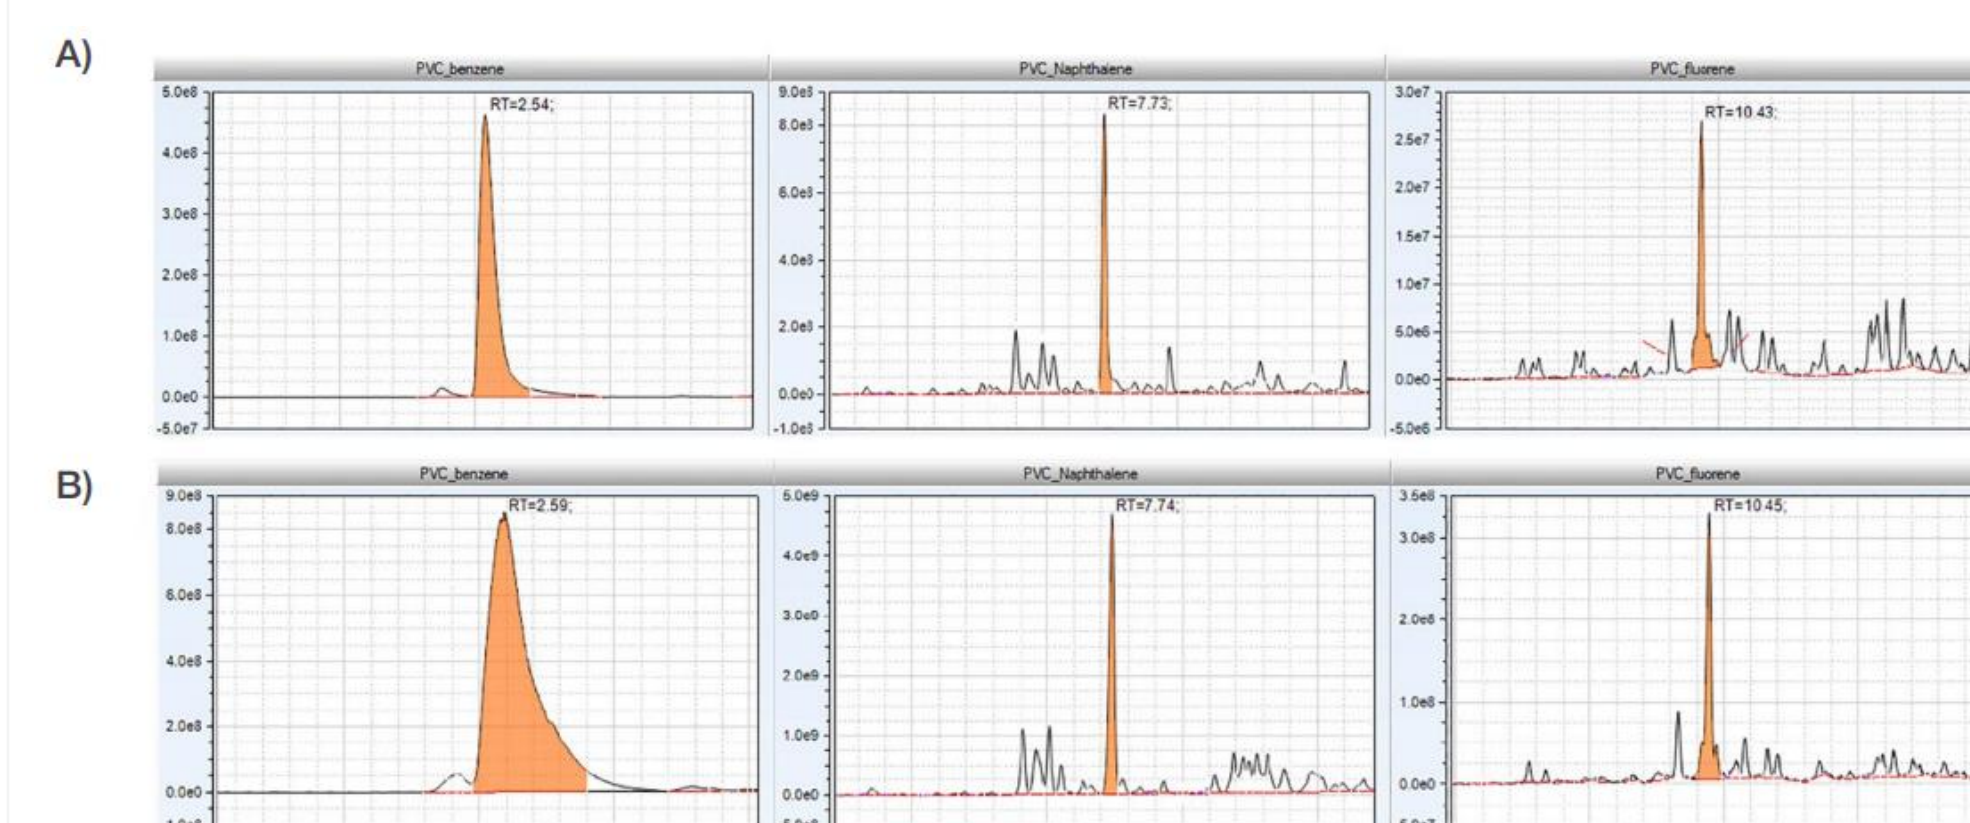 A)
PVC_benzene
PVC_Naphthalene
PVC_fluorene
RT=2.54;
RT=7.73;
RT=10.43;
5.0e8
4.0e8
3.0e8
2.0e8
1.0e8
0.0e0
-5.0e7
9.0e8
8.0e8
6.0e8
4.0e8
2.0e8
0.0e0
-1.0e8
3.0e7
2.5e7
2.0e7
1.5e7
1.0e7
5.0e6
0.0e0
-5.0e6
B)
PVC_benzene
PVC_Naphthalene
PVC_fluorene
RT=2.59;
RT=7.74;
RT=10.45;
9.0e8
8.0e8
6.0e8
4.0e8
2.0e8
0.0e0
5.0e9
4.0e9
3.0e9
2.0e9
1.0e9
0.0e0
3.5e8
3.0e8
2.0e8
1.0e8
0.0e0